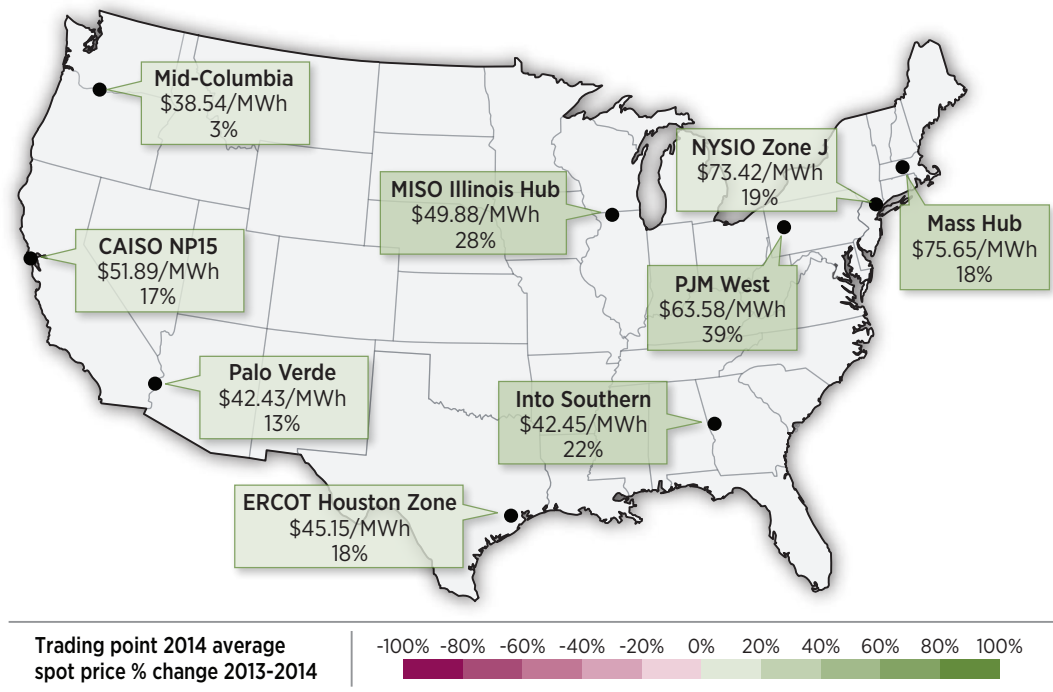 Mid-Columbia
$38.54/MWh
3%
NYSIO Zone J
$73.42/MWh
19%
MISO Illinois Hub
$49.88/MWh
28%
Mass Hub
$75.65/MWh
18%
CAISO NP15
$51.89/MWh
17%
PJM West
$63.58/MWh
39%
Palo Verde
$42.43/MWh
13%
Into Southern
$42.45/MWh
22%
ERCOT Houston Zone
$45.15/MWh
18%
Trading point 2014 average
spot price % change 2013-2014
-100% -80% -60% -40% -20% 0% 20% 40% 60% 80% 100%